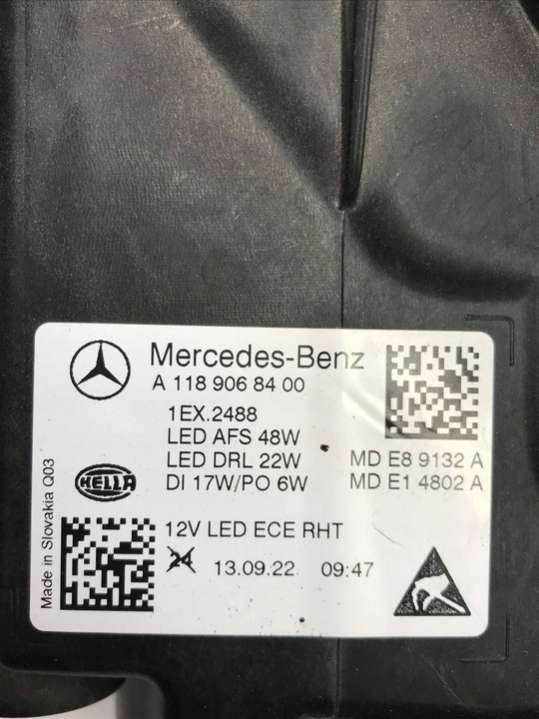 Mercedes-Benz
A 118 906 84 00
1EX.2488
LED AFS 48W
LED DRL 22W MD E8 9132 A
DI 17W/PO 6W MD E1 4802 A
HELLA
12V LED ECE RHT
24 13.09.22 09:47
Made in Slovakia Q03